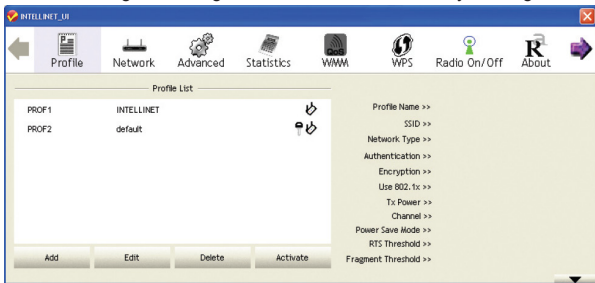 INTELLINET_UI
Profile Network Advanced Statistics QoS WMM WPS Radio On/Off About
Profile List
PROF1 INTELLINET
PROF2 default
Add Edit Delete Activate
Profile Name >>
SSID >>
Network Type >>
Authentication >>
Encryption >>
Use 802.1x >>
Tx Power >>
Channel >>
Power Save Mode >>
RTS Threshold >>
Fragment Threshold >>